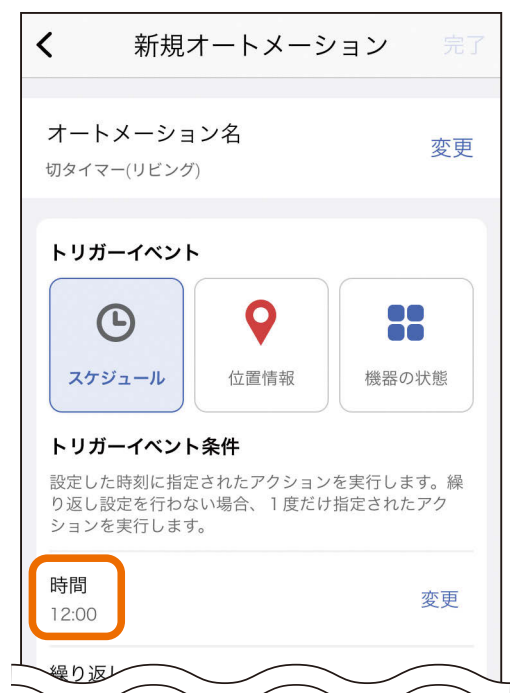 新規オートメーション 完了
オートメーション名
変更
切タイマー(リビング)
トリガーイベント
スケジュール 位置情報 機器の状態
トリガーイベント条件
設定した時刻に指定されたアクションを実行します。繰
り返し設定を行わない場合、１度だけ指定されたアク
ションを実行します。
時間
変更
12:00
繰り返し